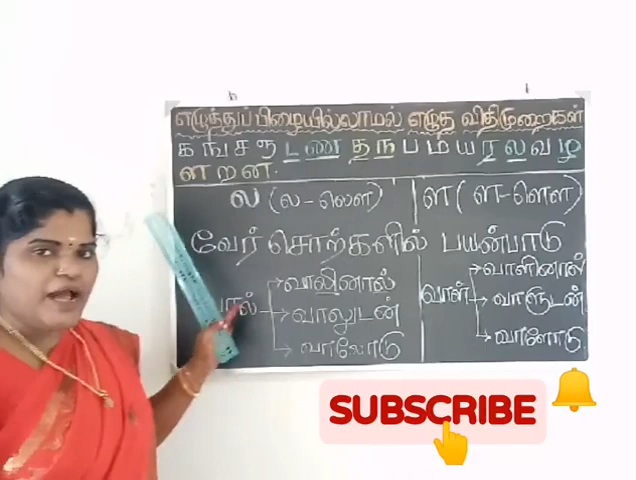 எழுத்துப்பிழையில்லாமல் எழுத விதிமுறைகள்
க ங ச ஞ ட ண த ந ப ம ய ர ல வ ழ
ள ற ன.
ல (ல - லௌ)
ள (ள - ளௌ)
வேர் சொற்களில் பயன்பாடு
வாலினால்
வாலுடன்
வாலோடு
வாள்
வாளினால்
வாளுடன்
வாளோடு
SUBSCRIBE